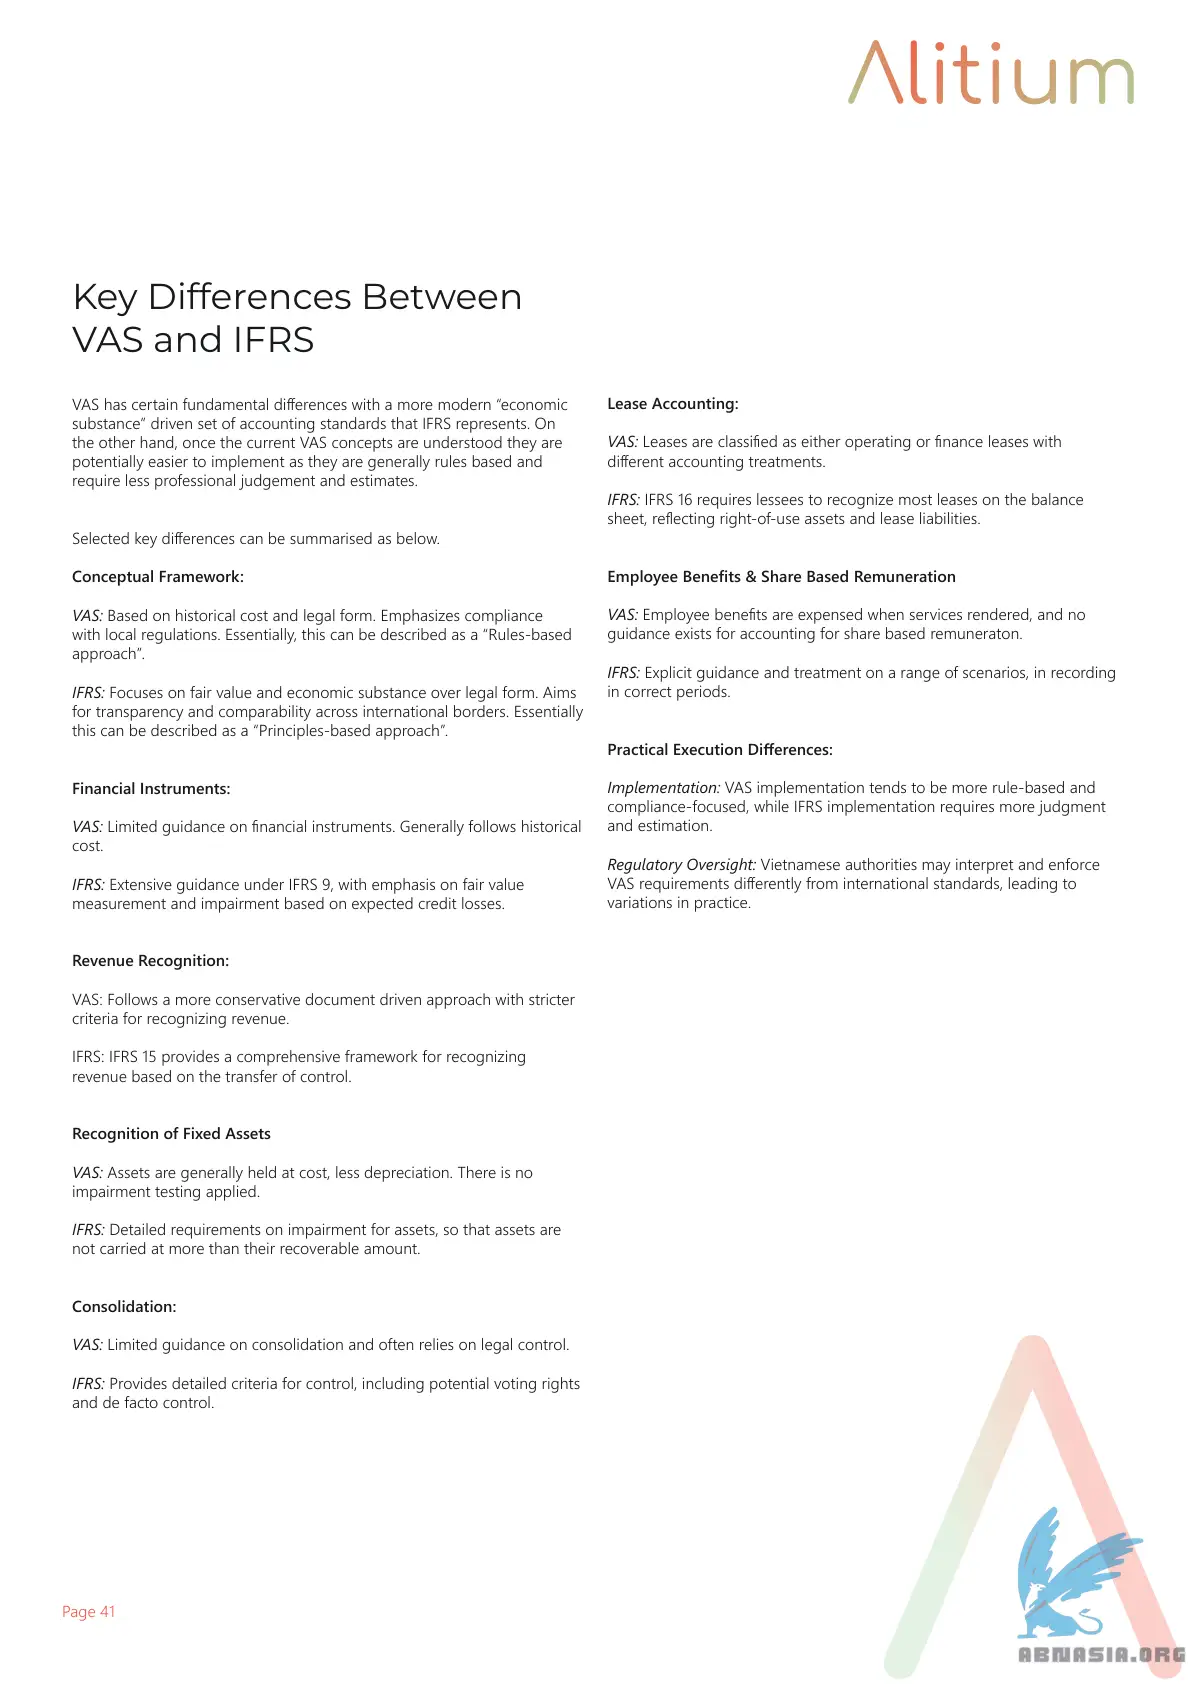 Alitium
Key Differences Between
VAS and IFRS
VAS has certain fundamental differences with a more modern “economic
substance” driven set of accounting standards that IFRS represents. On
the other hand, once the current VAS concepts are understood they are
potentially easier to implement as they are generally rules based and
require less professional judgement and estimates.
Selected key differences can be summarised as below.
Conceptual Framework:
VAS: Based on historical cost and legal form. Emphasizes compliance
with local regulations. Essentially, this can be described as a “Rules-based
approach”.
IFRS: Focuses on fair value and economic substance over legal form. Aims
for transparency and comparability across international borders. Essentially
this can be described as a “Principles-based approach”.
Financial Instruments:
VAS: Limited guidance on financial instruments. Generally follows historical
cost.
IFRS: Extensive guidance under IFRS 9, with emphasis on fair value
measurement and impairment based on expected credit losses.
Revenue Recognition:
VAS: Follows a more conservative document driven approach with stricter
criteria for recognizing revenue.
IFRS: IFRS 15 provides a comprehensive framework for recognizing
revenue based on the transfer of control.
Recognition of Fixed Assets
VAS: Assets are generally held at cost, less depreciation. There is no
impairment testing applied.
IFRS: Detailed requirements on impairment for assets, so that assets are
not carried at more than their recoverable amount.
Consolidation:
VAS: Limited guidance on consolidation and often relies on legal control.
IFRS: Provides detailed criteria for control, including potential voting rights
and de facto control.
Lease Accounting:
VAS: Leases are classified as either operating or finance leases with
different accounting treatments.
IFRS: IFRS 16 requires lessees to recognize most leases on the balance
sheet, reflecting right-of-use assets and lease liabilities.
Employee Benefits & Share Based Remuneration
VAS: Employee benefits are expensed when services rendered, and no
guidance exists for accounting for share based remuneraton.
IFRS: Explicit guidance and treatment on a range of scenarios, in recording
in correct periods.
Practical Execution Differences:
Implementation: VAS implementation tends to be more rule-based and
compliance-focused, while IFRS implementation requires more judgment
and estimation.
Regulatory Oversight: Vietnamese authorities may interpret and enforce
VAS requirements differently from international standards, leading to
variations in practice.
Page 41
ABNASIA.ORG